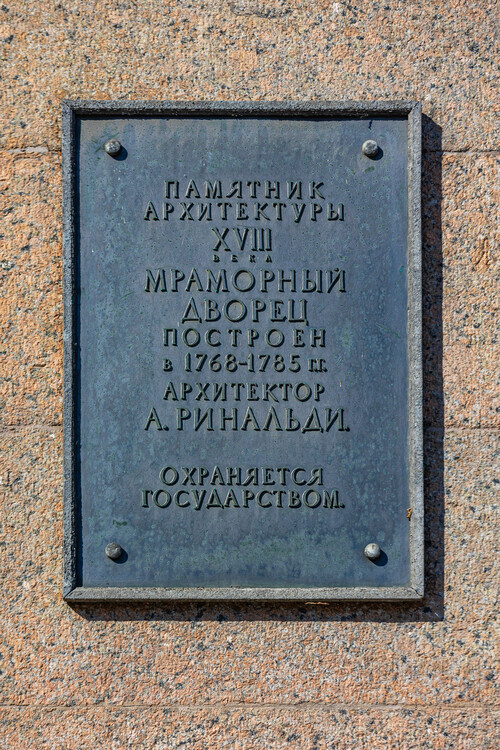 ПАМЯТНИК
АРХИТЕКТУРЫ
XVIII
ВЕКА
МРАМОРНЫЙ
ДВОРЕЦ
ПОСТРОЕН
в 1768-1785 гг.
АРХИТЕКТОР
А. РИНАЛЬДИ.
ОХРАНЯЕТСЯ
ГОСУДАРСТВОМ.